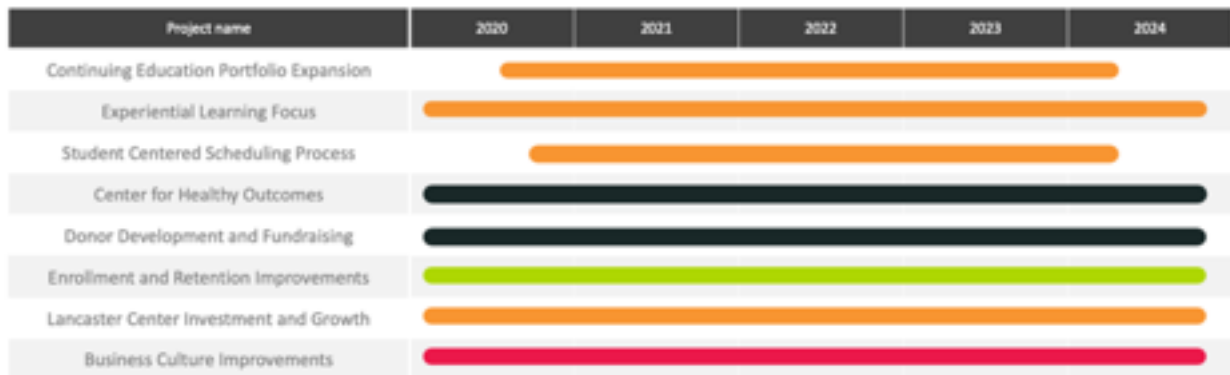 Project name 2020 2021 2022 2023 2024
Continuing Education Portfolio Expansion
Experiential Learning Focus
Student Centered Scheduling Process
Center for Healthy Outcomes
Donor Development and Fundraising
Enrollment and Retention Improvements
Lancaster Center Investment and Growth
Business Culture Improvements